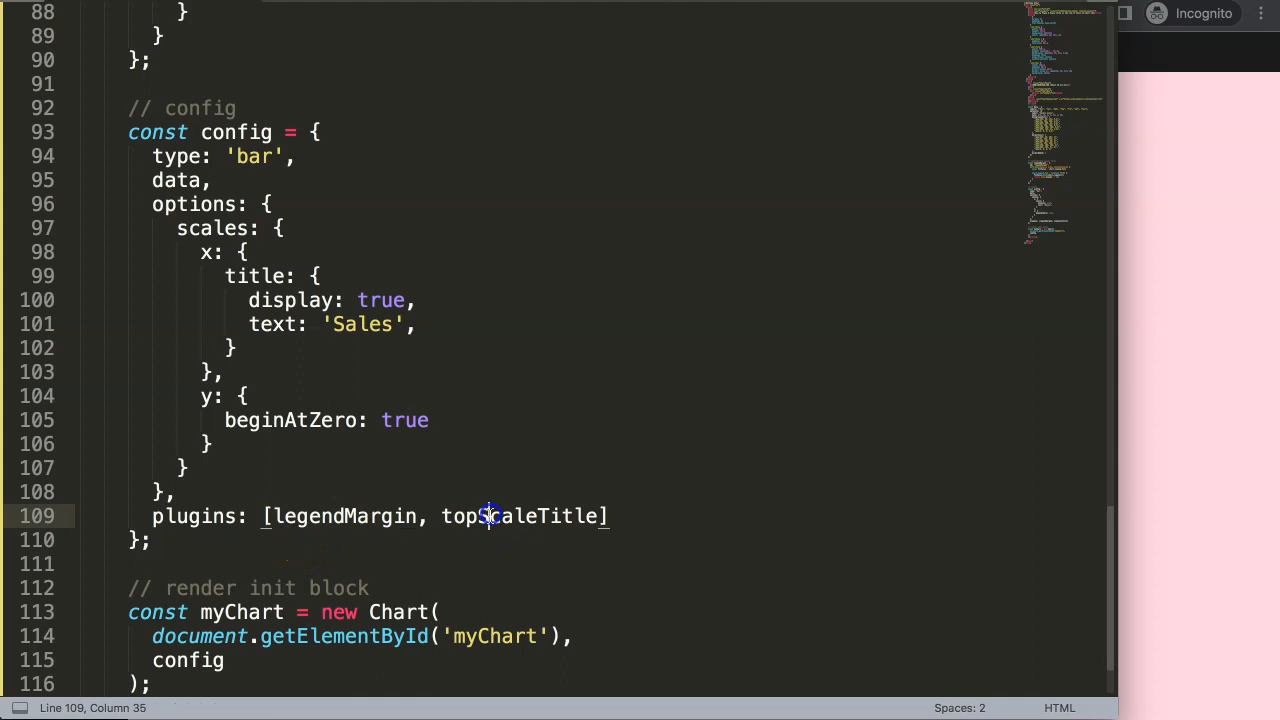 Incognito
88 }
89 }
90 };
91
92 // config
93 const config = {
94 type: 'bar',
95 data,
96 options: {
97 scales: {
98 x: {
99 title: {
100 display: true,
101 text: 'Sales',
102 }
103 },
104 y: {
105 beginAtZero: true
106 }
107 }
108 },
109 plugins: [legendMargin, topScaleTitle]
110 };
111
112 // render init block
113 const myChart = new Chart(
114 document.getElementById('myChart'),
115 config
116 );
Line 109, Column 35 Spaces: 2 HTML